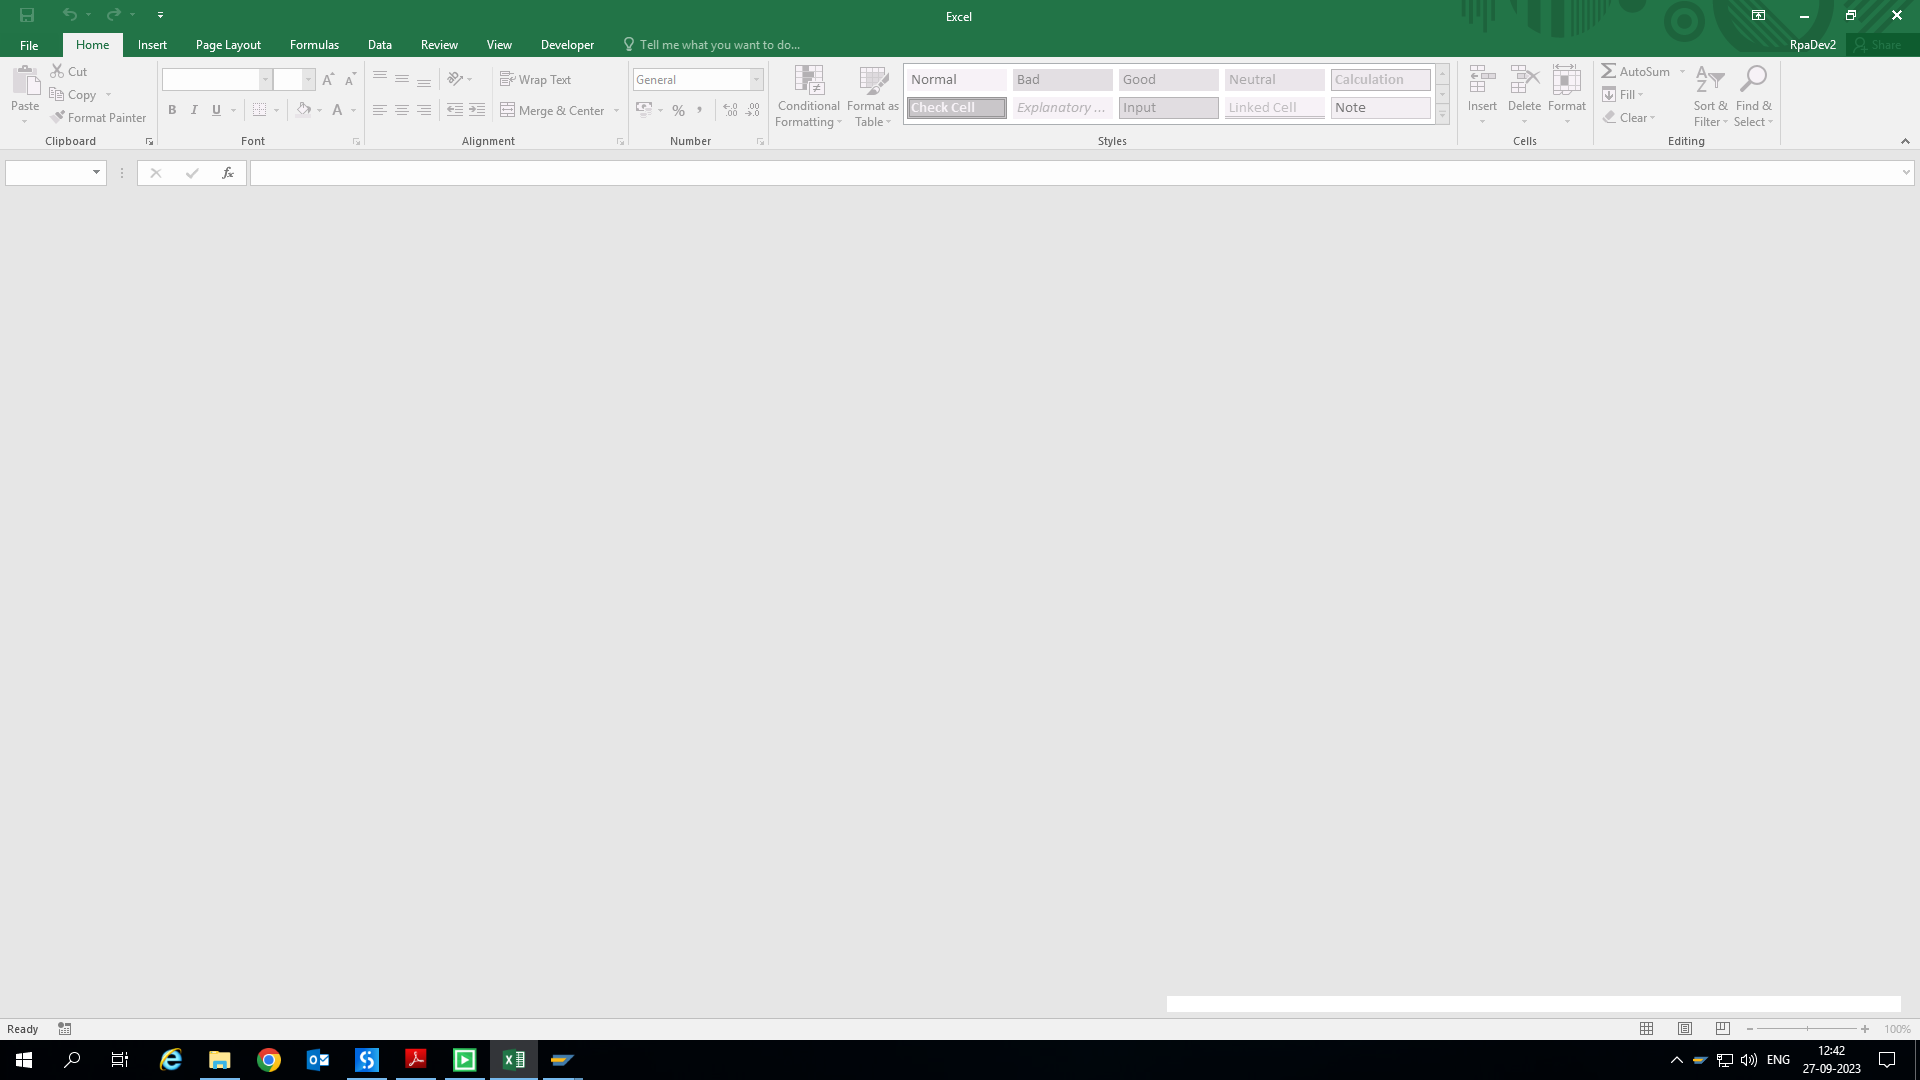 Excel
File
Home
Insert
Page Layout
Formulas
Data
Review
View
Developer
Tell me what you want to do...
RpaDev2
Share
Paste
Cut
Copy
Format Painter
Clipboard
B I U
A
Font
Wrap Text
Merge & Center
Alignment
General
%
Number
Conditional
Formatting
Format as
Table
Normal
Bad
Good
Neutral
Calculation
Check Cell
Explanatory ...
Input
Linked Cell
Note
Styles
Insert
Delete
Format
Cells
AutoSum
Fill
Clear
Sort &
Filter
Find &
Select
Editing
fx
Ready
100%
ENG
12:42
27-09-2023